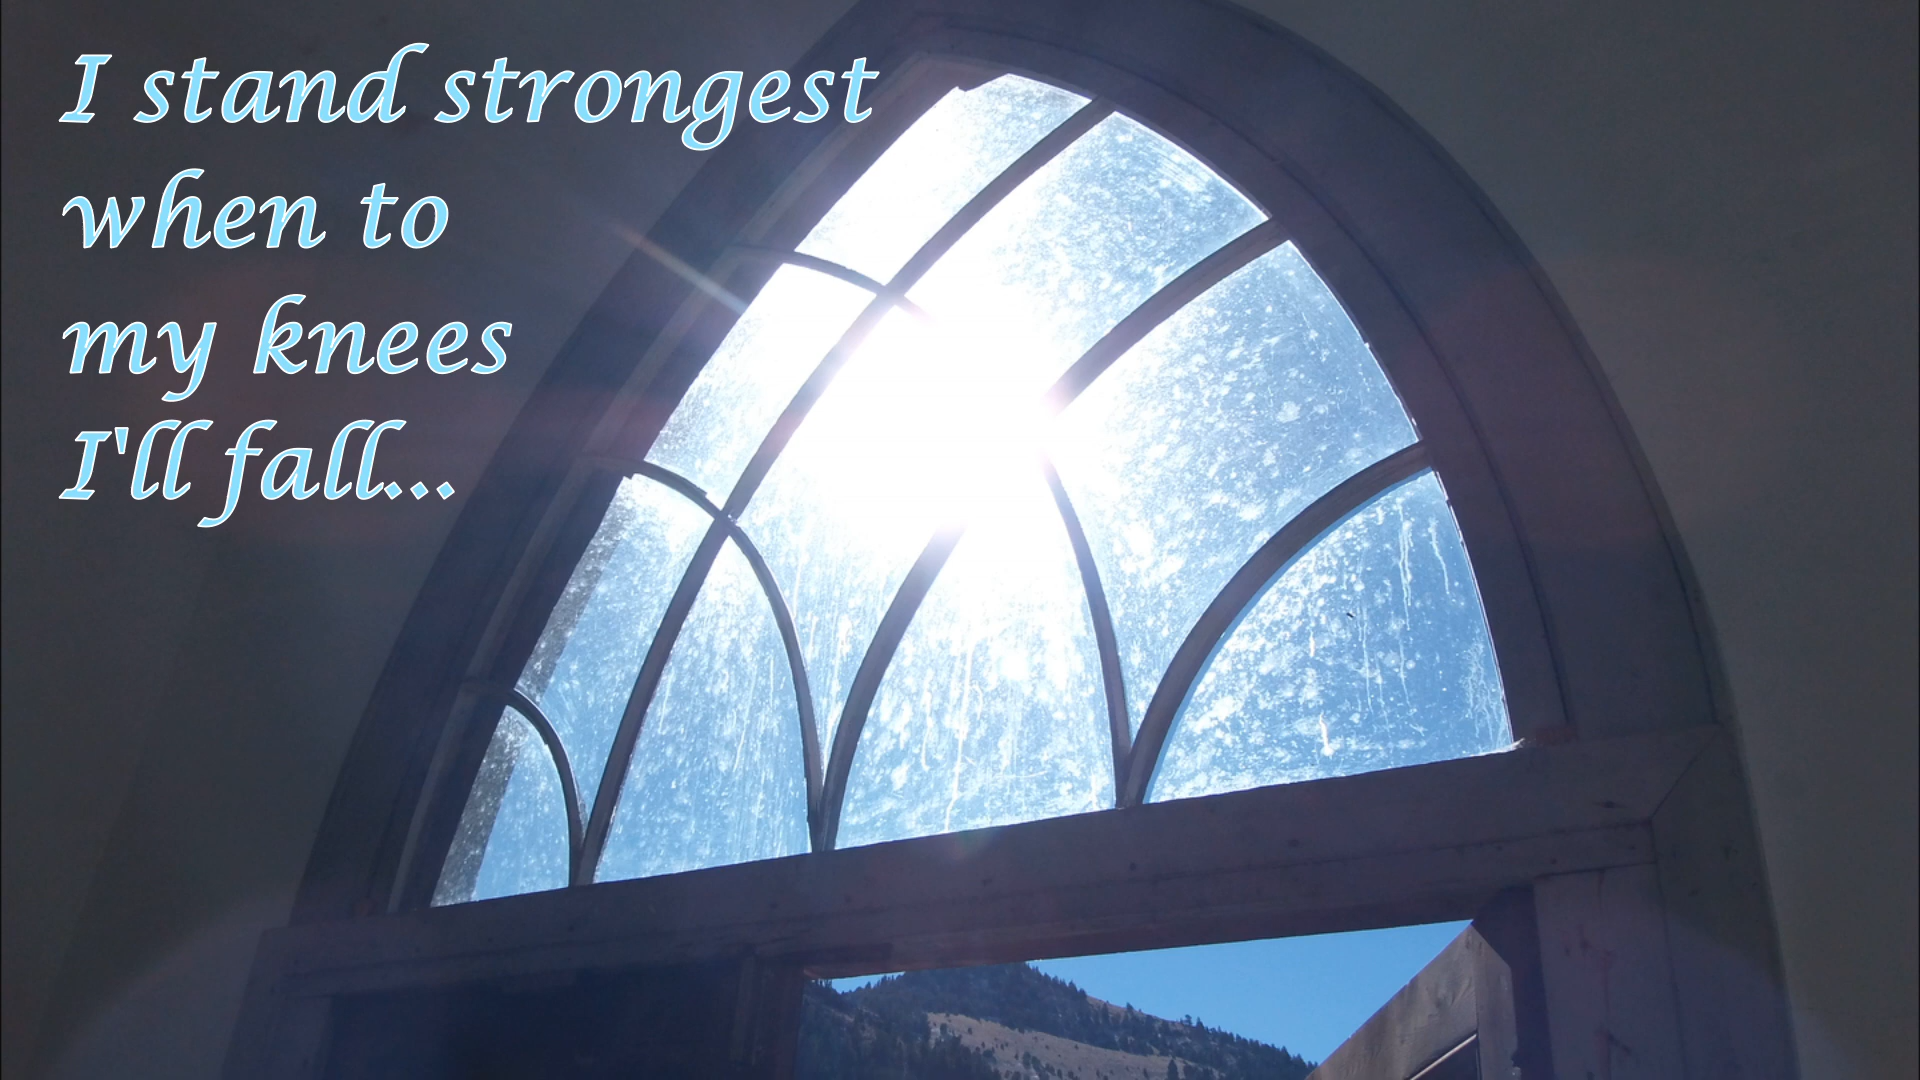 I stand strongest
when to
my knees
I'll fall...